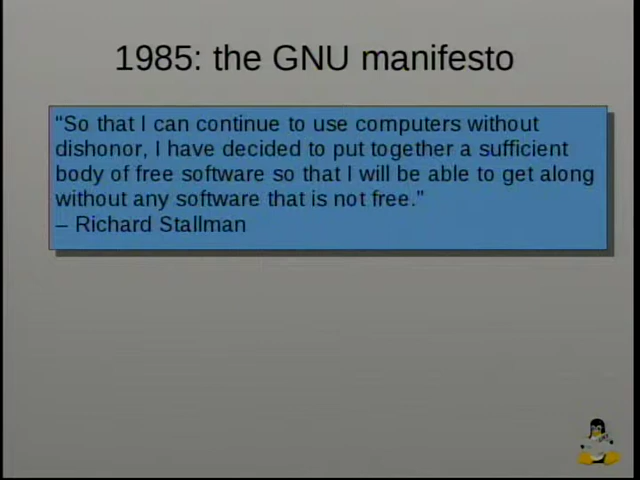 1985: the GNU manifesto
"So that I can continue to use computers without
dishonor, I have decided to put together a sufficient
body of free software so that I will be able to get along
without any software that is not free."
– Richard Stallman